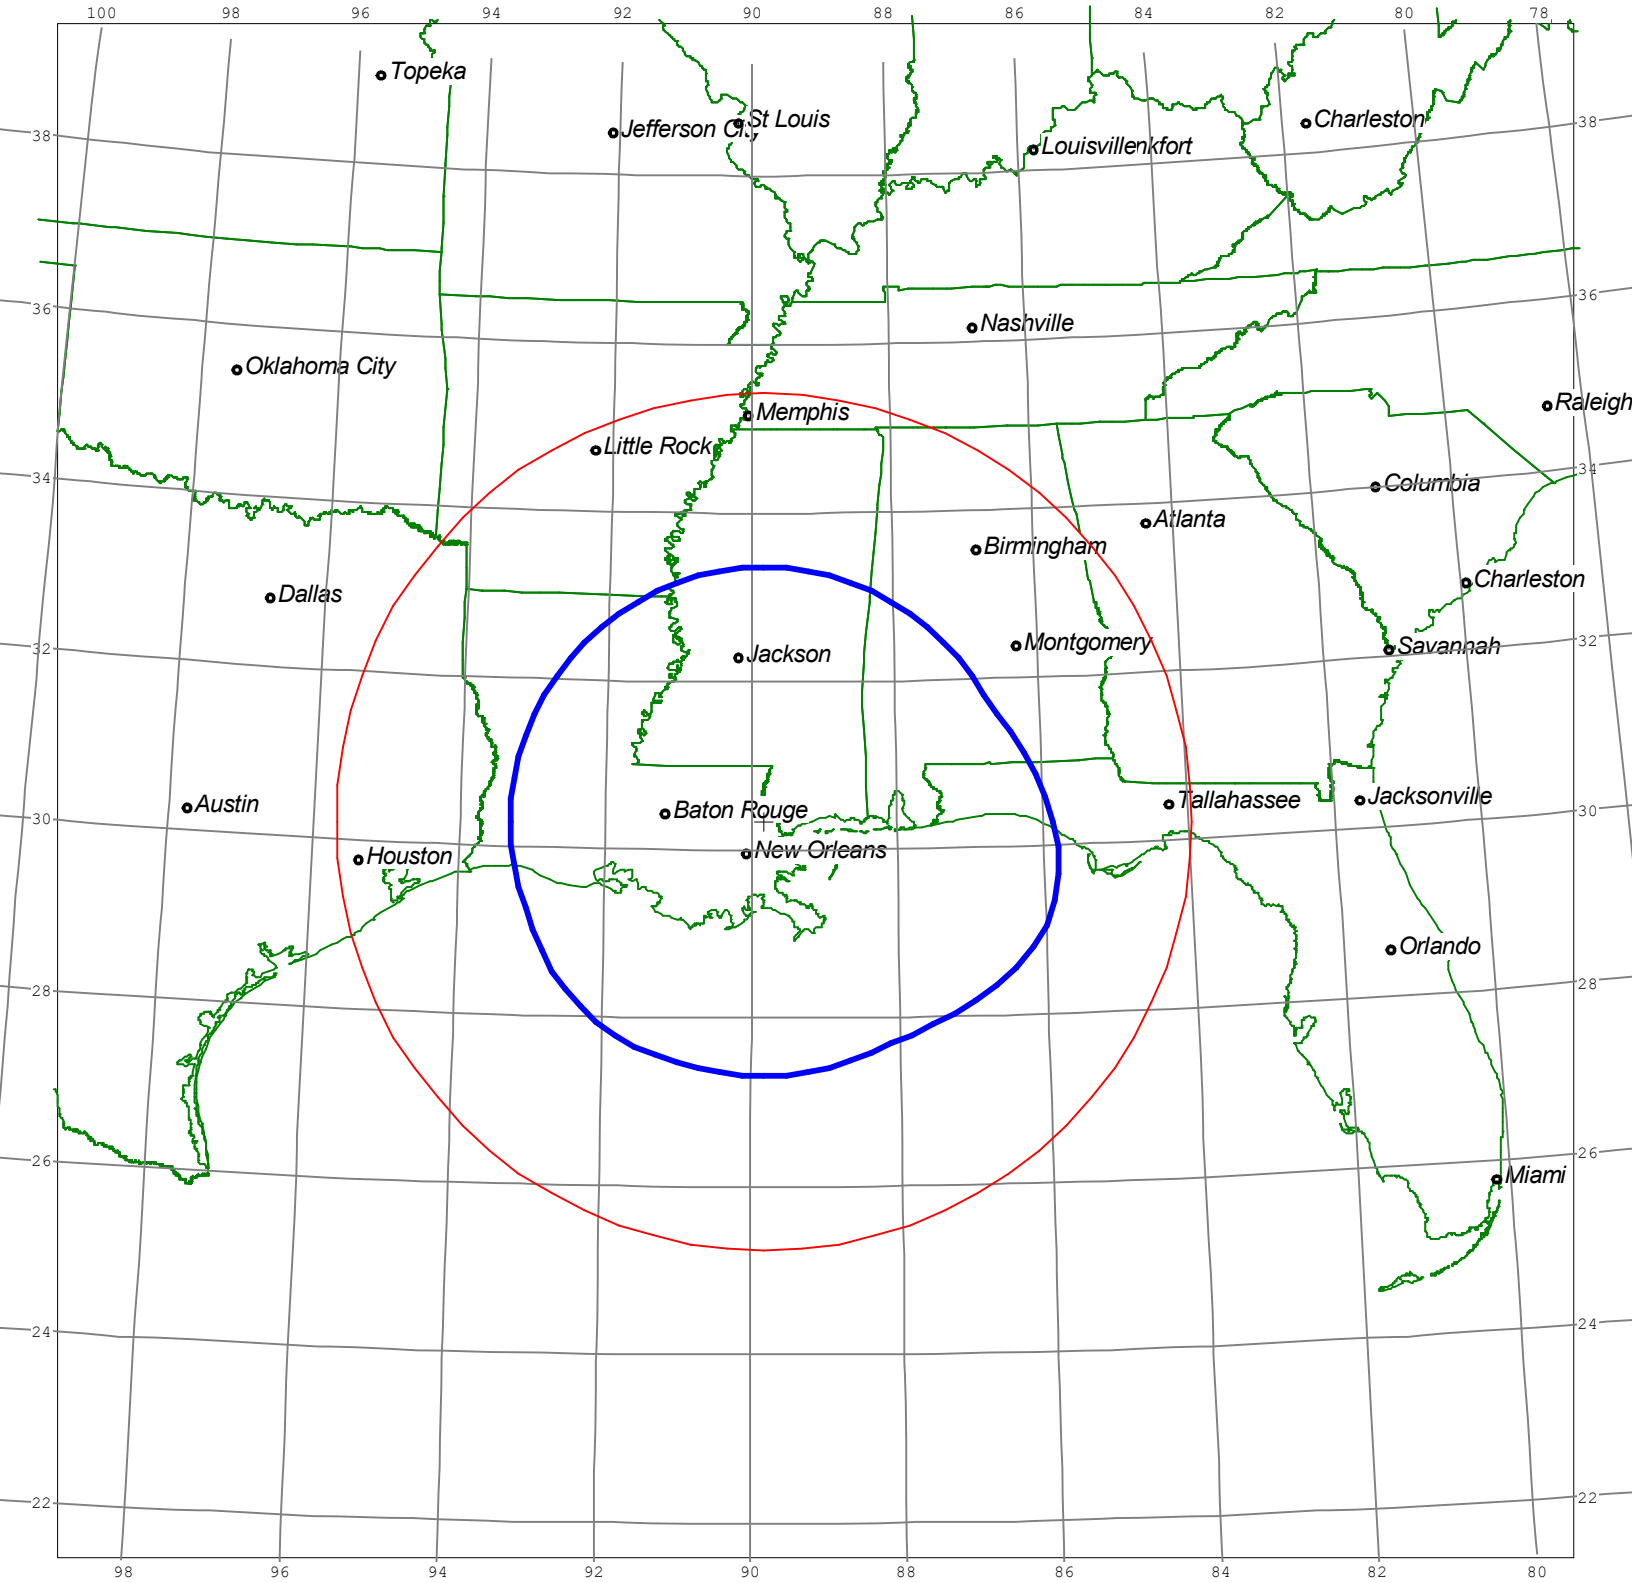 100 98 96 94 92 90 88 86 84 82 80 78
Topeka
Jefferson City
St Louis
Charleston
38 38
Louisvillenkfort
36 36
Nashville
Oklahoma City
Raleigh
Memphis
Little Rock
34 34
Columbia
Atlanta
Birmingham
Charleston
Dallas
32 32
Montgomery
Savannah
Jackson
Jacksonville
Tallahassee
Austin
Baton Rouge
30 30
New Orleans
Houston
Orlando
28 28
26 26
Miami
24 24
22 22
98 96 94 92 90 88 86 84 82 80